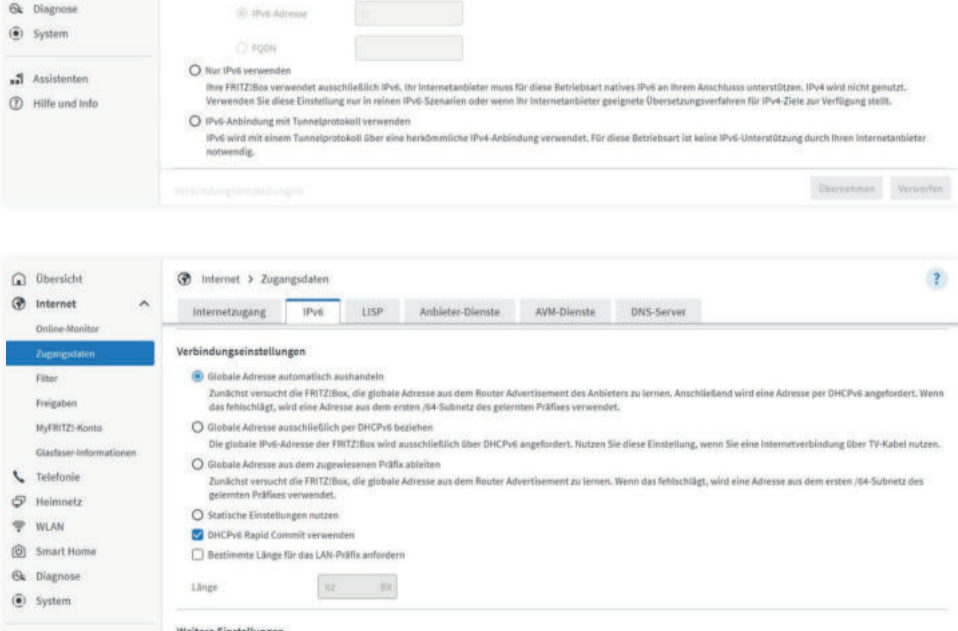 Diagnose
System
Assistenten
Hilfe und Info
IPv6-Adresse
FQDN
Nur IPv6 verwenden
Ihre FRITZ!Box verwendet ausschließlich IPv6. Ihr Internetanbieter muss für diese Betriebsart natives IPv6 an Ihrem Anschlusss unterstützen. IPv4 wird nicht genutzt.
Verwenden Sie diese Einstellung nur in reinen IPv6-Szenarien oder wenn Ihr Internetanbieter geeignete Übersetzungsverfahren für IPv4-Ziele zur Verfügung stellt.
IPv6-Anbindung mit Tunnelprotokoll verwenden
IPv6 wird mit einem Tunnelprotokoll über eine herkömmliche IPv4-Anbindung verwendet. Für diese Betriebsart ist keine IPv6-Unterstützung durch Ihren Internetanbieter
notwendig.
Verbindungseinstellungen
Übernehmen
Verwerfen
Übersicht
Internet
Online-Monitor
Zugangsdaten
Filter
Freigaben
MyFRITZ!-Konto
Glasfaser-Informationen
Telefonie
Heimnetz
WLAN
Smart Home
Diagnose
System
Internet > Zugangsdaten
?
Internetzugang
IPv6
LISP
Anbieter-Dienste
AVM-Dienste
DNS-Server
Verbindungseinstellungen
Globale Adresse automatisch aushandeln
Zunächst versucht die FRITZ!Box, die globale Adresse aus dem Router Advertisement des Anbieters zu lernen. Anschließend wird eine Adresse per DHCPv6 angefordert. Wenn
das fehlschlägt, wird eine Adresse aus dem ersten /64-Subnetz des gelernten Präfixes verwendet.
Globale Adresse ausschließlich per DHCPv6 beziehen
Die globale IPv6-Adresse der FRITZ!Box wird ausschließlich über DHCPv6 angefordert. Nutzen Sie diese Einstellung, wenn Sie eine Internetverbindung über TV-Kabel nutzen.
Globale Adresse aus dem zugewiesenen Präfix ableiten
Zunächst versucht die FRITZ!Box, die globale Adresse aus dem Router Advertisement zu lernen. Wenn das fehlschlägt, wird eine Adresse aus dem ersten /64-Subnetz des
gelernten Präfixes verwendet.
Statische Einstellungen nutzen
DHCPv6 Rapid Commit verwenden
Bestimmte Länge für das LAN-Präfix anfordern
Länge
62 Bit
Weitere Einstellungen